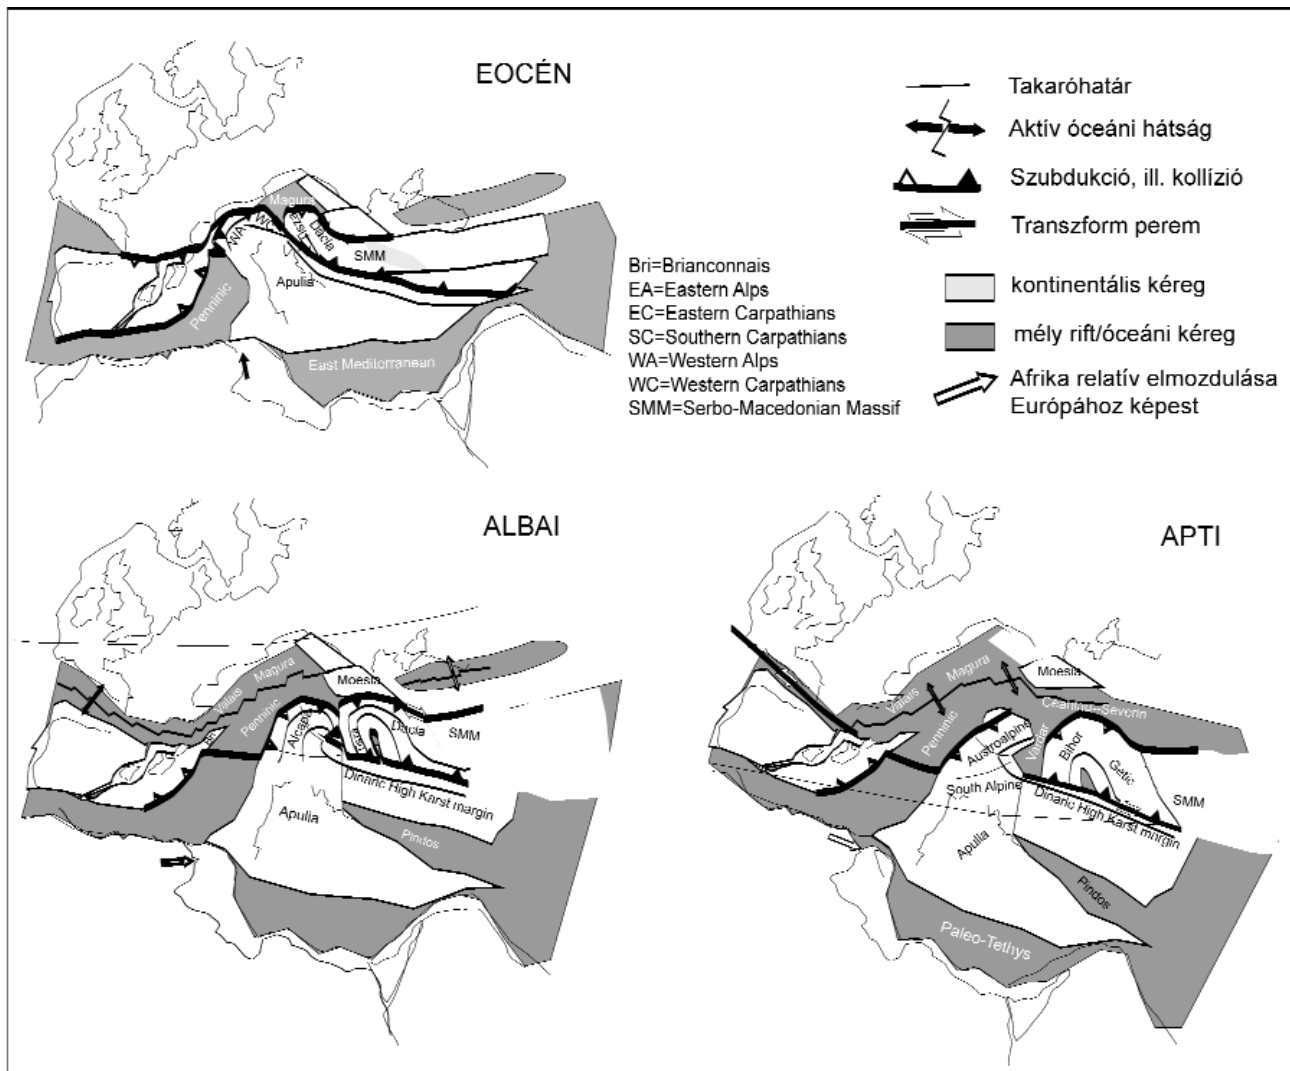 EOCÉN
Magura
WC
WA
Tisza
Dacia
SMM
Apulia
Penninic
East Mediterranean
Takaróhatár
Aktív óceáni hátság
Szubdukció, ill. kollízió
Transzform perem
kontinentális kéreg
mély rift/óceáni kéreg
Afrika relatív elmozdulása
Európához képest
Bri=Brianconnais
EA=Eastern Alps
EC=Eastern Carpathians
SC=Southern Carpathians
WA=Western Alps
WC=Western Carpathians
SMM=Serbo-Macedonian Massif
ALBAI
Magura
Valais
Moesia
Penninic
Alcapa
Dacia
SMM
Dinaric High Karst margin
Apulia
Pindos
APTI
Magura
Moesia
Valais
Ceahlau-Severin
Penninic
Austroalpine
Vardar
Bihor
Getic
South Alpine
SMM
Dinaric High Karst margin
Apulia
Pindos
Paleo-Tethys